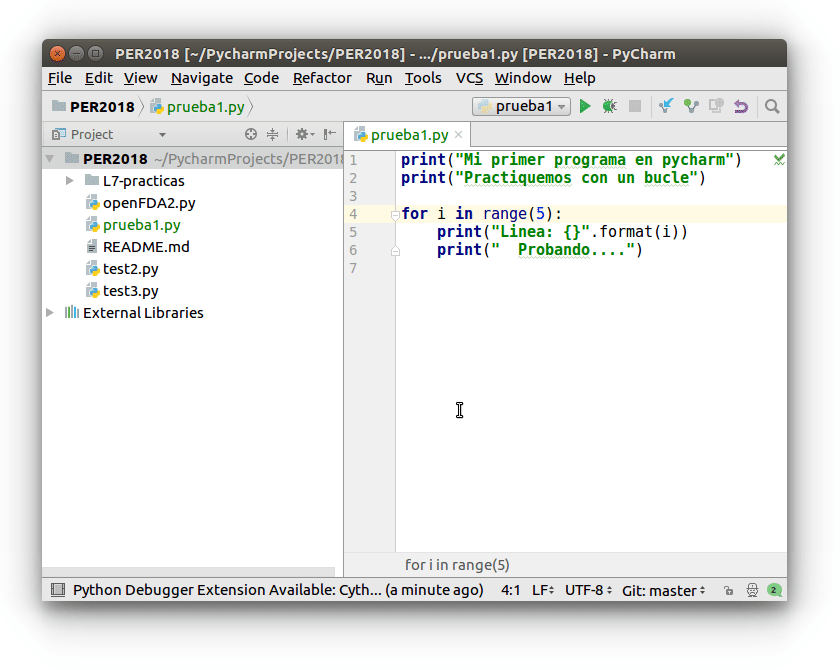 PER2018 [~/PycharmProjects/PER2018] - .../prueba1.py [PER2018] - PyCharm
File Edit View Navigate Code Refactor Run Tools VCS Window Help
PER2018 prueba1.py prueba1
Project
prueba1.py
PER2018 ~/PycharmProjects/PER2018
L7-practicas
openFDA2.py
prueba1.py
README.md
test2.py
test3.py
External Libraries
1 print("Mi primer programa en pycharm")
2 print("Practiquemos con un bucle")
3
4 for i in range(5):
5     print("Linea: {}".format(i))
6     print("  Probando....")
7
for i in range(5)
Python Debugger Extension Available: Cyth... (a minute ago) 4:1 LF UTF-8 Git: master 2